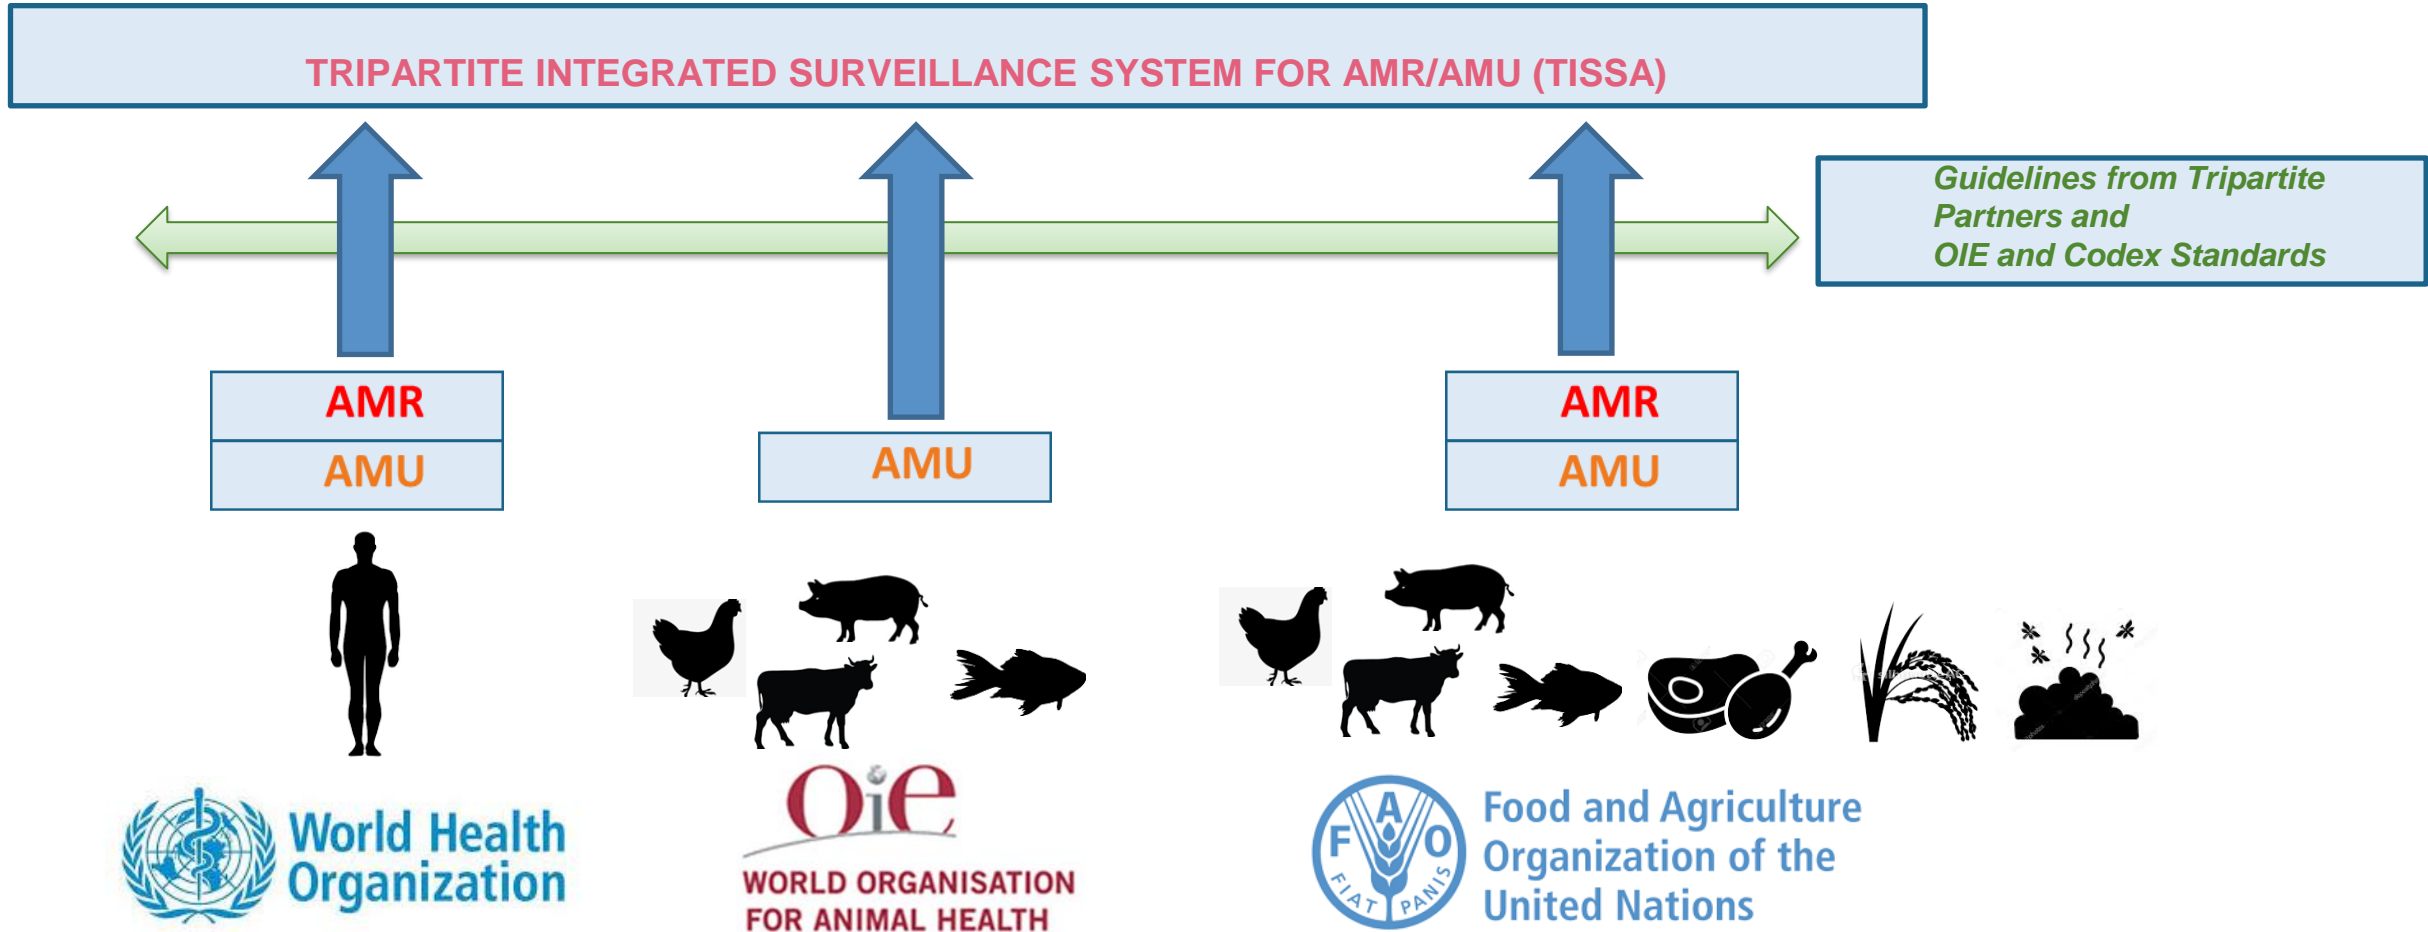 TRIPARTITE INTEGRATED SURVEILLANCE SYSTEM FOR AMR/AMU (TISSA)
Guidelines from Tripartite
Partners and
OIE and Codex Standards
AMR
AMU
AMU
AMR
AMU
World Health
Organization
OiE
WORLD ORGANISATION
FOR ANIMAL HEALTH
F A O
FIAT PANIS
Food and Agriculture
Organization of the
United Nations